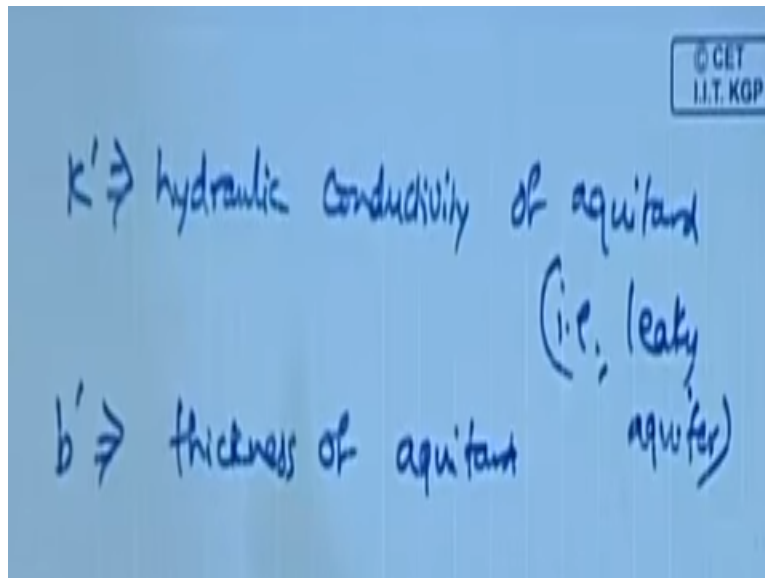 © CET
I.I.T. KGP
K' ⇒ hydraulic conductivity of aquitard
(i.e., leaky
aquifer)
b' ⇒ thickness of aquitard